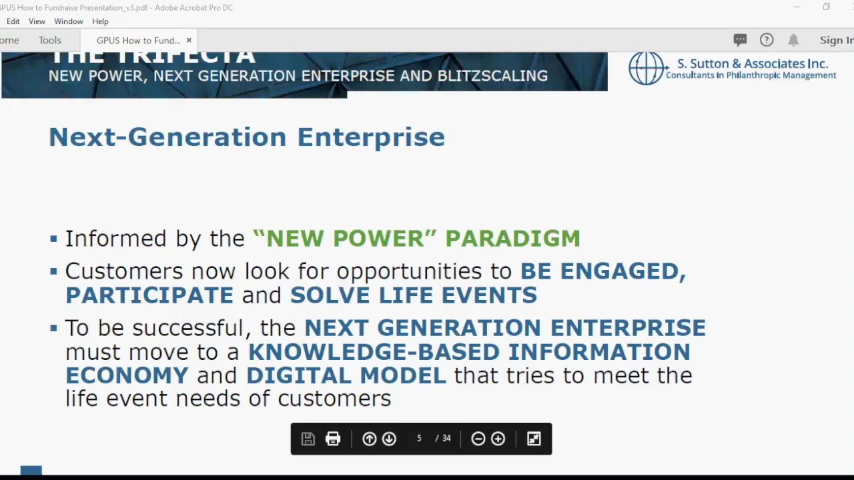 GPUS How to Fundraise Presentation_v3.pdf - Adobe Acrobat Pro DC
Edit View Window Help
ome Tools GPUS How to Fund... × Sign In
THE TRIFECTA
NEW POWER, NEXT GENERATION ENTERPRISE AND BLITZSCALING
S. Sutton & Associates Inc.
Consultants in Philanthropic Management
Next-Generation Enterprise
▪ Informed by the “NEW POWER” PARADIGM
▪ Customers now look for opportunities to BE ENGAGED,
PARTICIPATE and SOLVE LIFE EVENTS
▪ To be successful, the NEXT GENERATION ENTERPRISE
must move to a KNOWLEDGE-BASED INFORMATION
ECONOMY and DIGITAL MODEL that tries to meet the
life event needs of customers
5 / 34